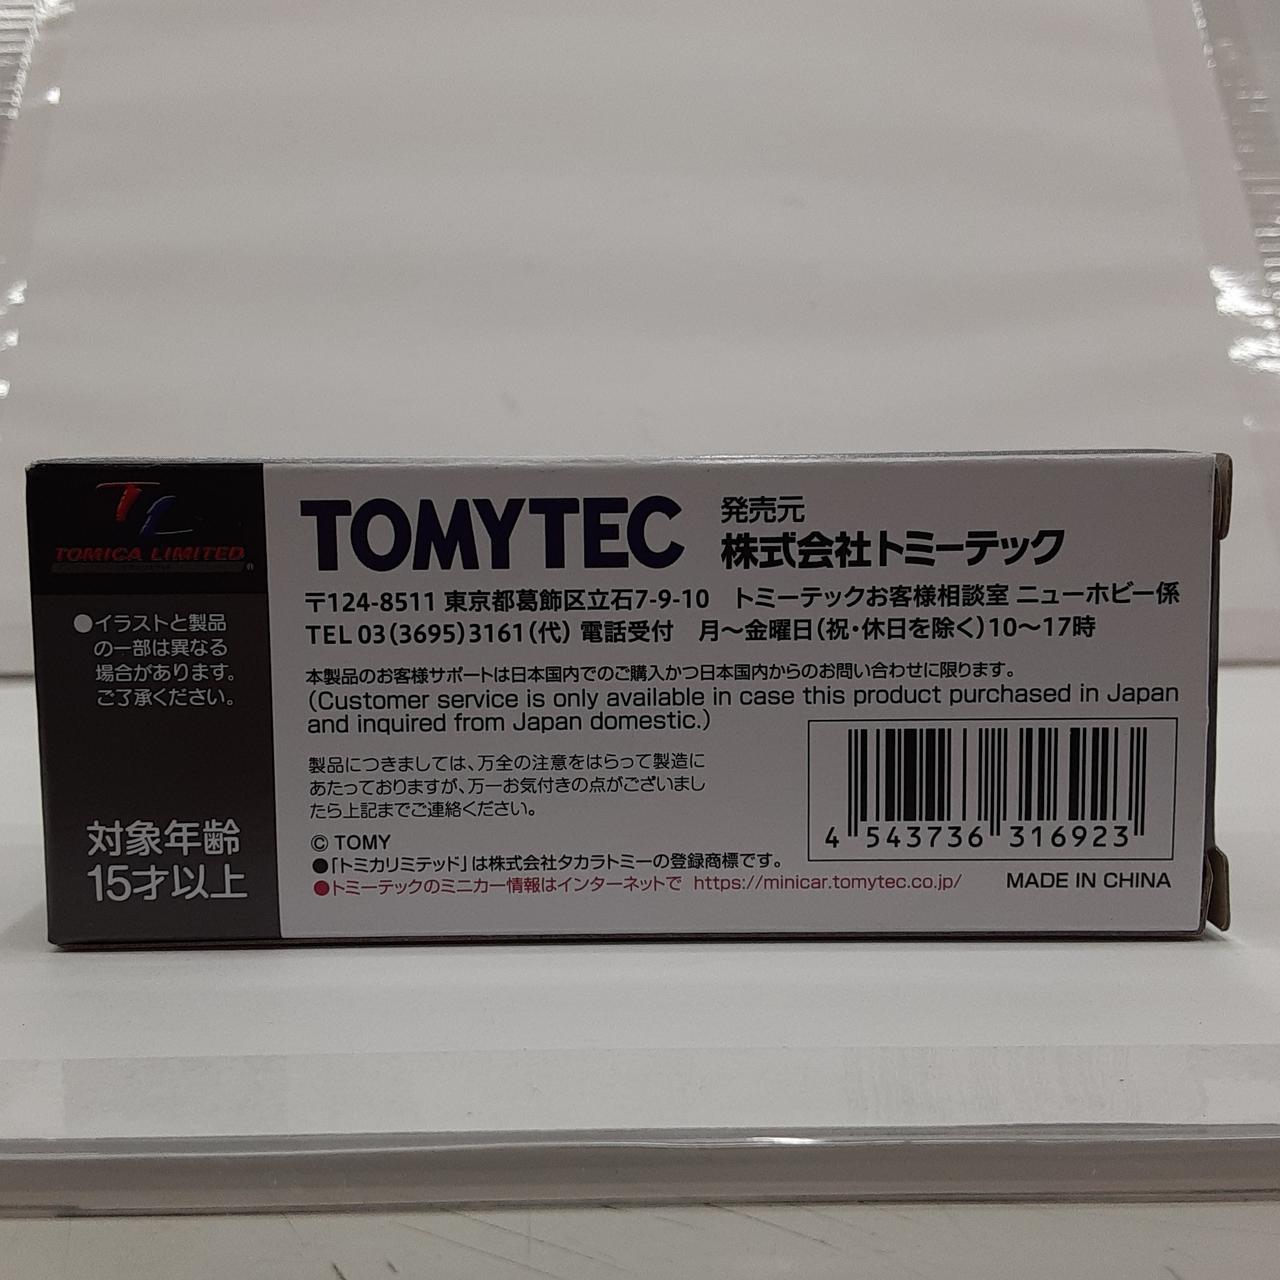 TOMICA LIMITED
●イラストと製品
の一部は異なる
場合があります。
ご了承ください。
対象年齢
15才以上
TOMYTEC
発売元
株式会社トミーテック
〒124-8511 東京都葛飾区立石7-9-10 トミーテックお客様相談室 ニューホビー係
TEL 03(3695)3161(代) 電話受付 月〜金曜日(祝・休日を除く)10〜17時
本製品のお客様サポートは日本国内でのご購入かつ日本国内からのお問い合わせに限ります。
(Customer service is only available in case this product purchased in Japan
and inquired from Japan domestic.)
製品につきましては、万全の注意をはらって製造に
あたっておりますが、万一お気付きの点がございまし
たら上記までご連絡ください。
© TOMY
●「トミカリミテッド」は株式会社タカラトミーの登録商標です。
●トミーテックのミニカー情報はインターネットで https://minicar.tomytec.co.jp/
4 543736 316923
MADE IN CHINA